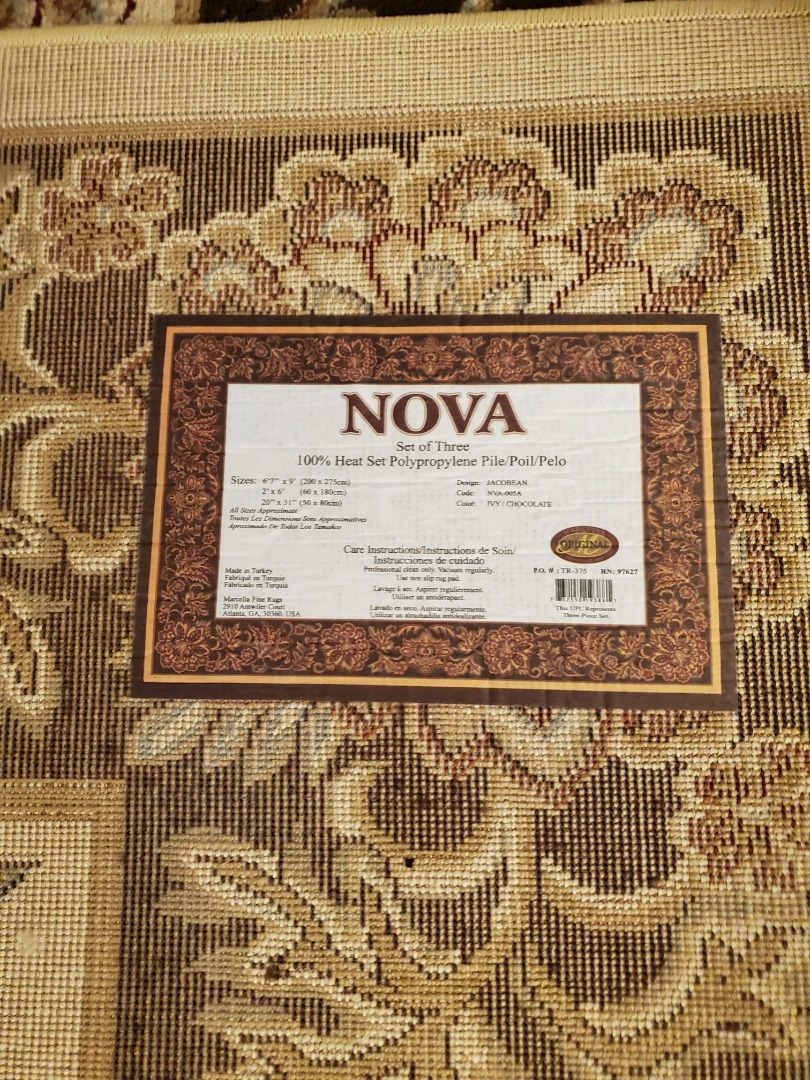 NOVA
Set of Three
100% Heat Set Polypropylene Pile/Poil/Pelo
Sizes: 6'7" x 9' (200 x 275cm)
2' x 6' (60 x 180cm)
20" x 31" (50 x 80cm)
All Sizes Approximate
Toutes Les Dimensions Sont Approximatives
Aproximado De Todos Los Tamaños
Design: JACOBEAN
Code: NVA-005A
Color: IVY / CHOCOLATE
Care Instructions/Instructions de Soin/
Instrucciones de cuidado
Professional clean only. Vacuum regularly.
Use non slip rug pad.
Lavage à sec. Aspirer regulièrement.
Utiliser un antidérapant.
Lavado en seco. Aspirar regularmente.
Utilizar un almohadilla antideslizante.
Made in Turkey
Fabriqué en Turquie
Fabricado en Turquia
Marcella Fine Rugs
2910 Amwiler Court
Atlanta, GA, 30360, USA
ORIGINAL
P.O. # : TR-375 RN: 97627
This UPC Represents
Three-Piece Set.